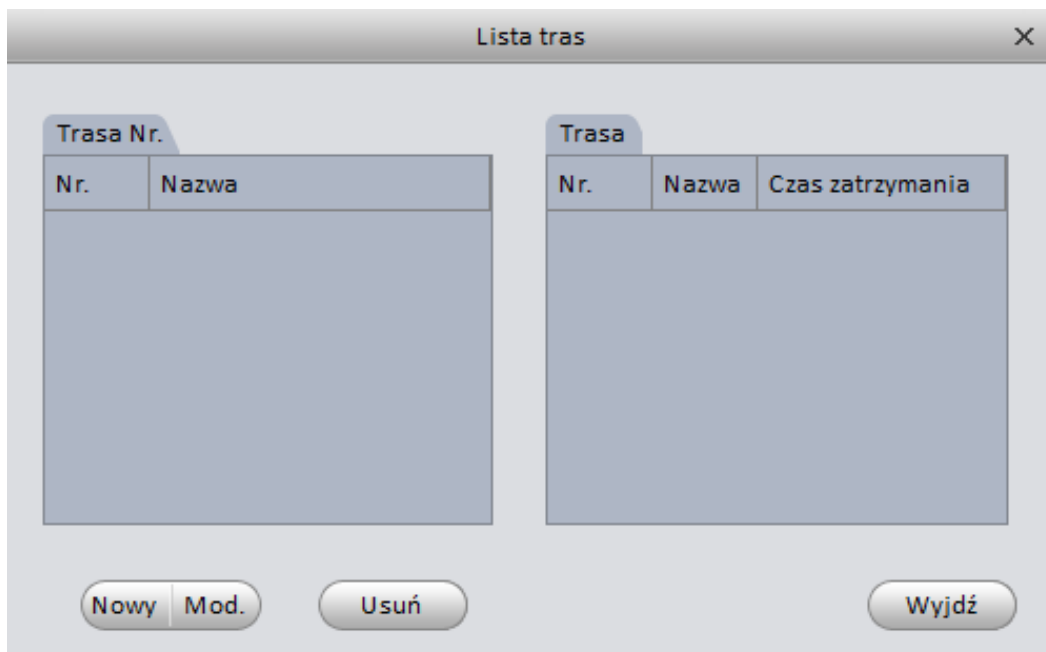 Lista tras
Trasa Nr.
Nr. Nazwa
Trasa
Nr. Nazwa Czas zatrzymania
Nowy Mod. Usuń Wyjdź